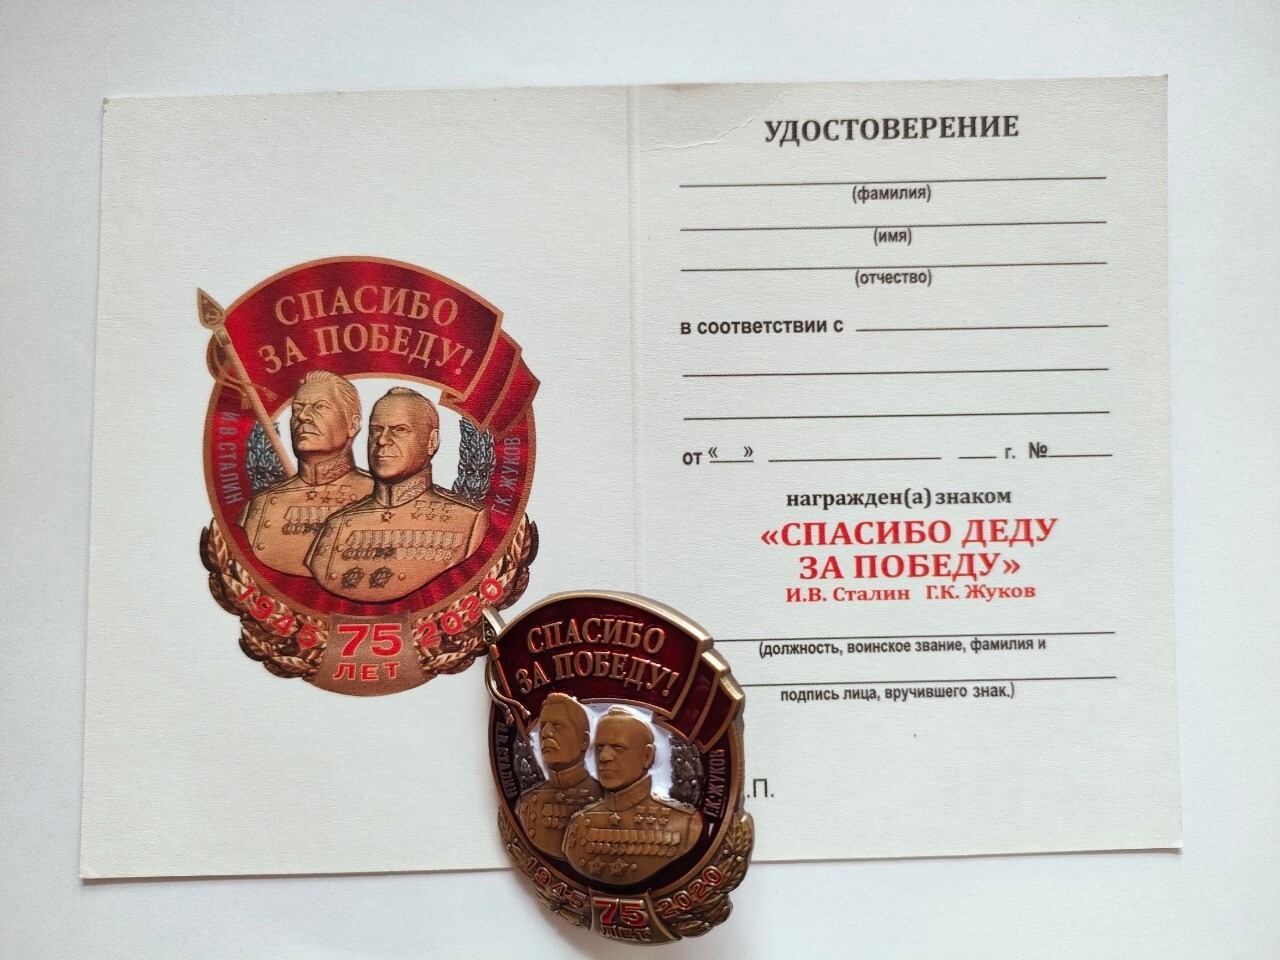 СПАСИБО
ЗА ПОБЕДУ!
И.В.СТАЛИН
Г.К. ЖУКОВ
1945 2020
75
ЛЕТ
УДОСТОВЕРЕНИЕ
(фамилия)
(имя)
(отчество)
в соответствии с
от « » г. №
награжден(а) знаком
«СПАСИБО ДЕДУ
ЗА ПОБЕДУ»
И.В. Сталин Г.К. Жуков
(должность, воинское звание, фамилия и
подпись лица, вручившего знак.)
.П.
СПАСИБО
ЗА ПОБЕДУ!
И.В.СТАЛИН
Г.К.ЖУКОВ
1945 2020
75
ЛЕТ